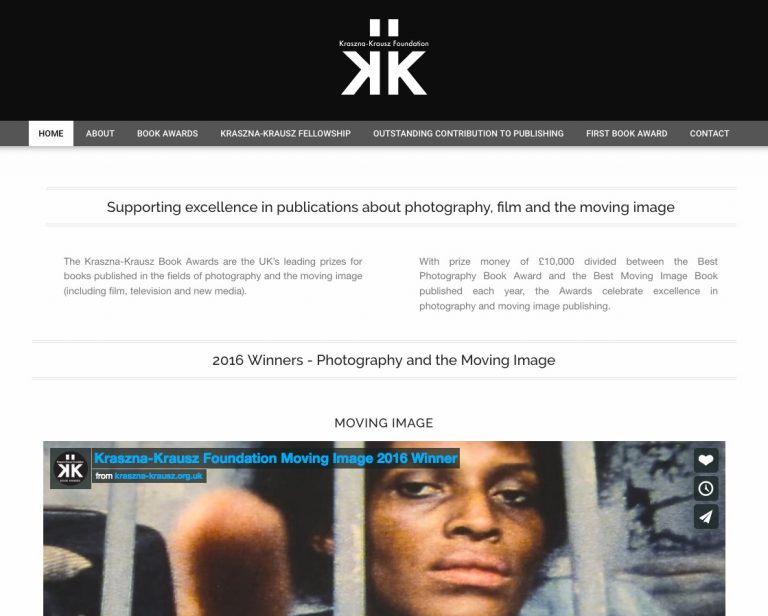 Kraszna-Krausz Foundation
KK
HOME ABOUT BOOK AWARDS KRASZNA-KRAUSZ FELLOWSHIP OUTSTANDING CONTRIBUTION TO PUBLISHING FIRST BOOK AWARD CONTACT
Supporting excellence in publications about photography, film and the moving image
The Kraszna-Krausz Book Awards are the UK's leading prizes for
books published in the fields of photography and the moving image
(including film, television and new media).
With prize money of £10,000 divided between the Best
Photography Book Award and the Best Moving Image Book
published each year, the Awards celebrate excellence in
photography and moving image publishing.
2016 Winners - Photography and the Moving Image
MOVING IMAGE
KK
Kraszna-Krausz Foundation Moving Image 2016 Winner
from kraszna-krausz.org.uk